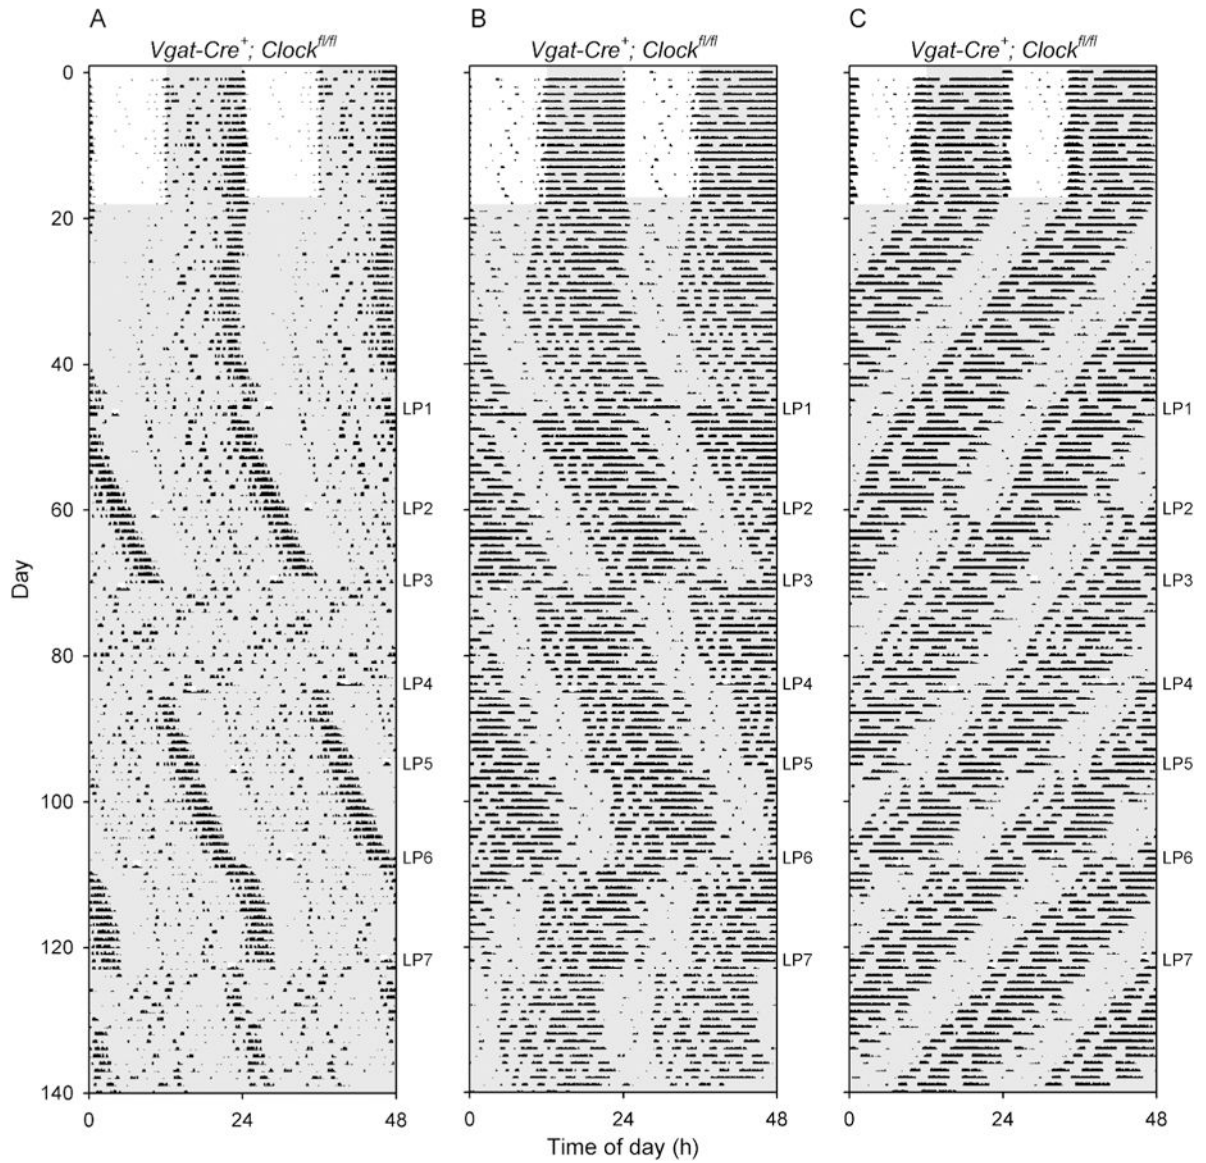 A B C
Vgat-Cre+; Clockfl/fl Vgat-Cre+; Clockfl/fl Vgat-Cre+; Clockfl/fl
0
20
40
LP1 LP1 LP1
60 LP2 LP2 LP2
Day LP3 LP3 LP3
80
LP4 LP4 LP4
LP5 LP5 LP5
100
LP6 LP6 LP6
120 LP7 LP7 LP7
140
0 24 48 0 24 48 0 24 48
Time of day (h)